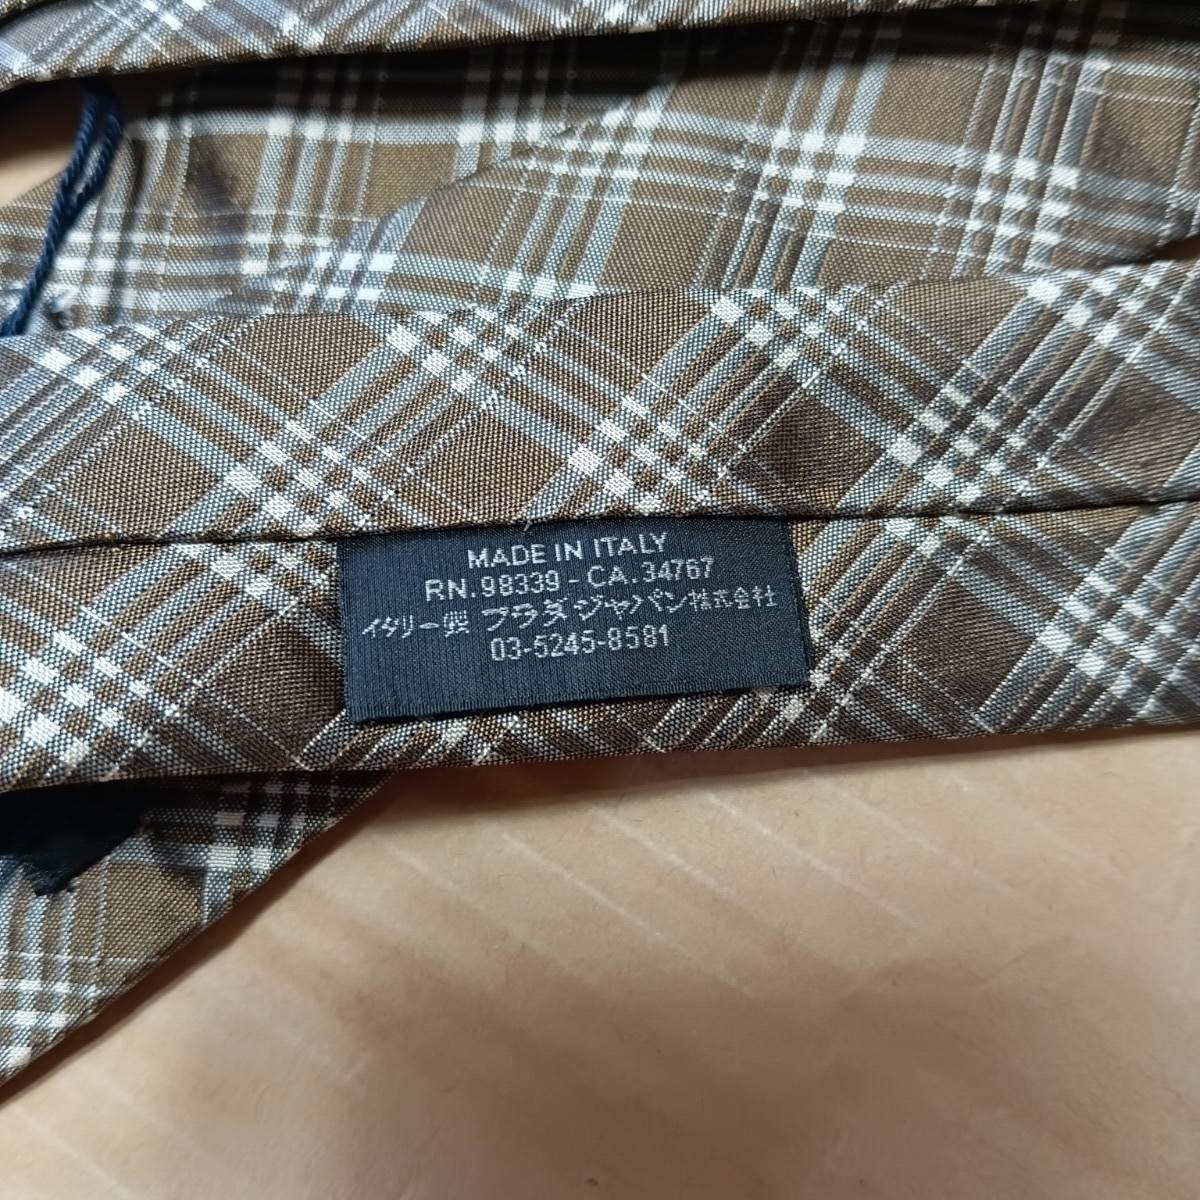 MADE IN ITALY
RN.98339 - CA.34767
イタリー製 プラダジャパン株式会社
03-5245-8581